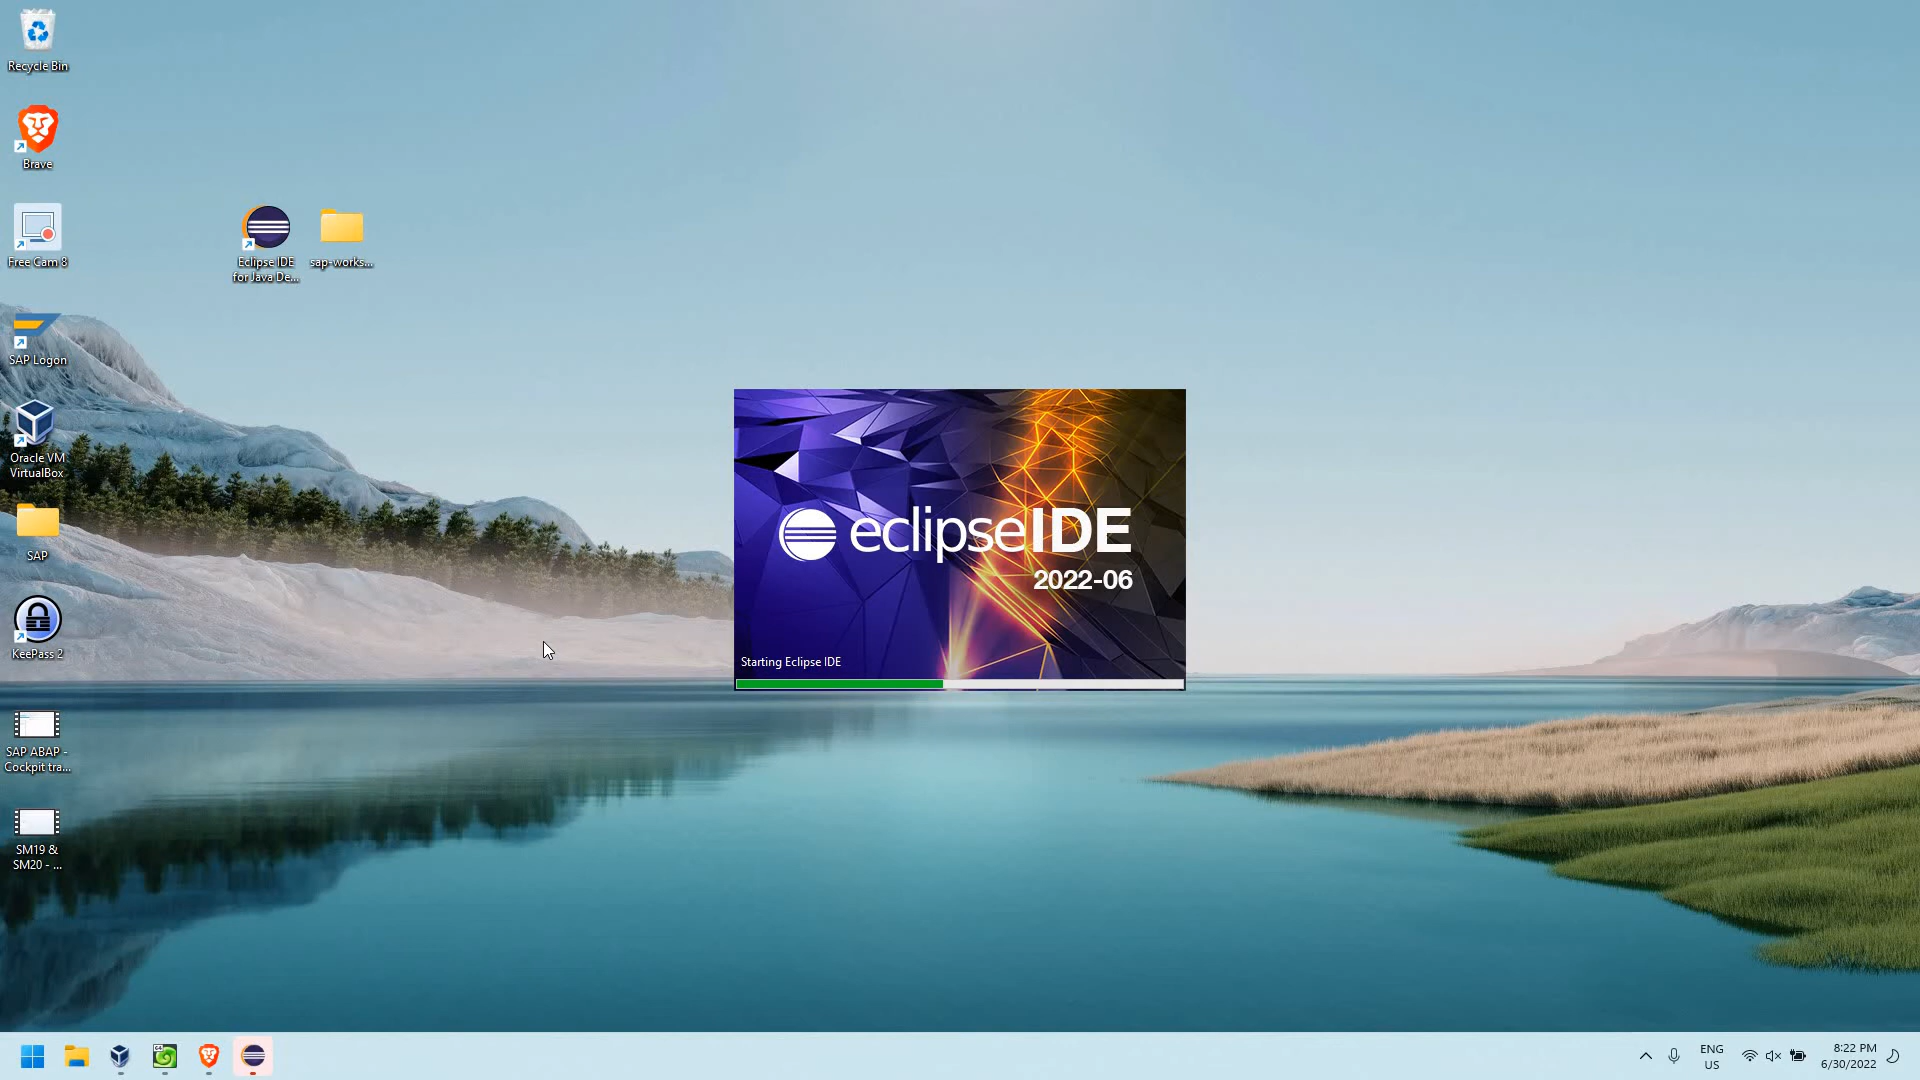 Recycle Bin
Brave
Free Cam 8
Eclipse IDE
for Java De...
sap-works...
SAP Logon
Oracle VM
VirtualBox
SAP
KeePass 2
SAP ABAP -
Cockpit tra...
SM19 &
SM20 - ...
eclipseIDE
2022-06
Starting Eclipse IDE
64
ENG
US
8:22 PM
6/30/2022